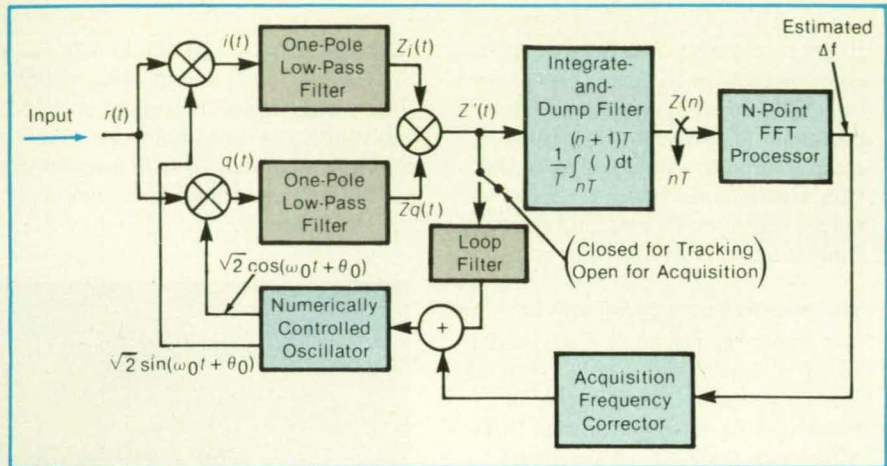 Input
r(t)
i(t)
One-Pole
Low-Pass
Filter
Zi(t)
q(t)
One-Pole
Low-Pass
Filter
Zq(t)
Z′(t)
Integrate-
and-
Dump Filter
(n + 1)T
1/T ∫ ( ) dt
nT
Z(n)
nT
N-Point
FFT
Processor
Estimated
Δf
Loop
Filter
(Closed for Tracking
Open for Acquisition)
√2 cos(ω0t + θ0)
√2 sin(ω0t + θ0)
Numerically
Controlled
Oscillator
+
Acquisition
Frequency
Corrector